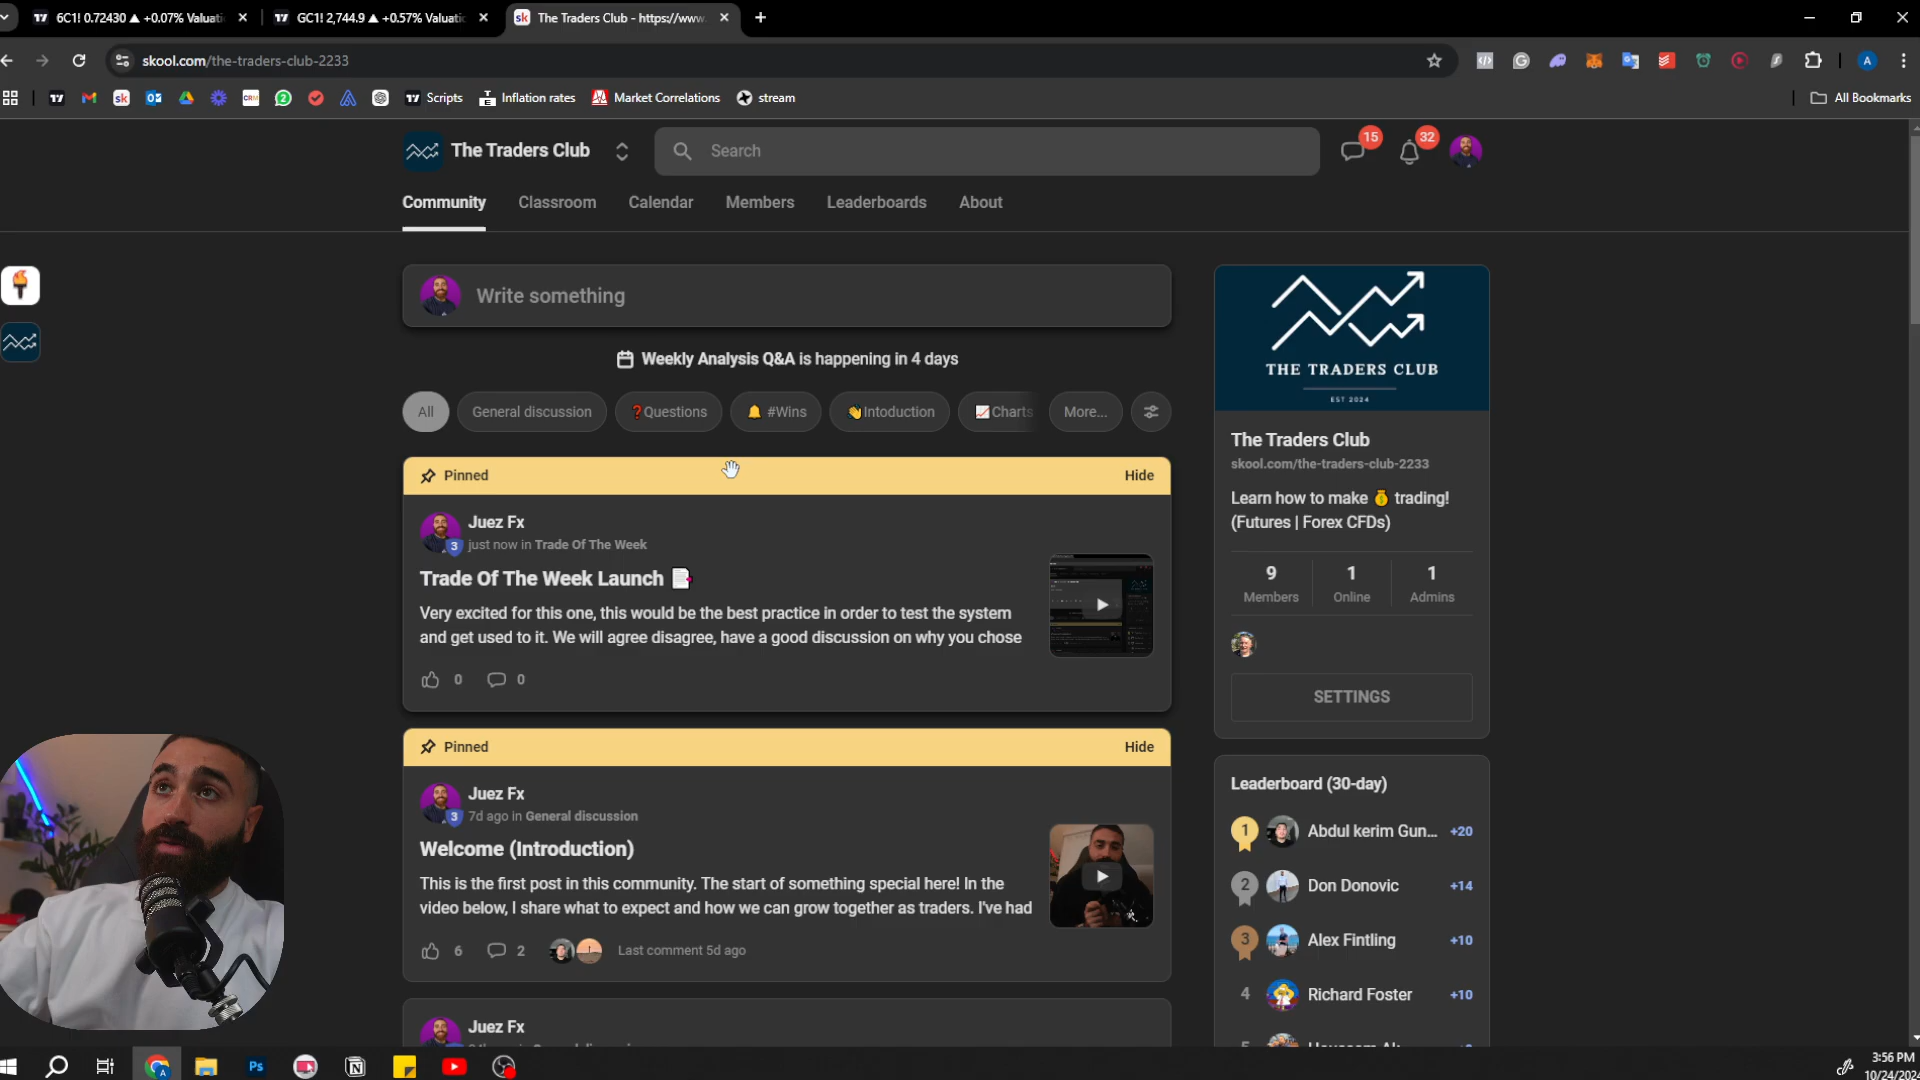 6C1! 0.72430 ▲ +0.07% Valuati
GC1! 2,744.9 ▲ +0.57% Valuatio
The Traders Club - https://www.
skool.com/the-traders-club-2233
Scripts
Inflation rates
Market Correlations
stream
All Bookmarks
The Traders Club
Search
15
32
Community
Classroom
Calendar
Members
Leaderboards
About
Write something
Weekly Analysis Q&A is happening in 4 days
All
General discussion
❓Questions
🔔 #Wins
👋Intoduction
📈Charts
More...
Pinned
Hide
Juez Fx
3
just now in Trade Of The Week
Trade Of The Week Launch 📑
Very excited for this one, this would be the best practice in order to test the system
and get used to it. We will agree disagree, have a good discussion on why you chose
0
0
Pinned
Hide
Juez Fx
3
7d ago in General discussion
Welcome (Introduction)
This is the first post in this community. The start of something special here! In the
video below, I share what to expect and how we can grow together as traders. I've had
6
2
Last comment 5d ago
Juez Fx
THE TRADERS CLUB
EST 2024
The Traders Club
skool.com/the-traders-club-2233
Learn how to make 💰 trading!
(Futures | Forex CFDs)
9
Members
1
Online
1
Admins
SETTINGS
Leaderboard (30-day)
1
Abdul kerim Gun...
+20
2
Don Donovic
+14
3
Alex Fintling
+10
4
Richard Foster
+10
3:56 PM
10/24/202